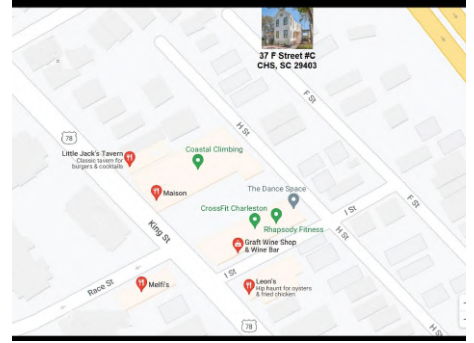 37 F Street #C
CHS, SC 29403
F St
H St
78
Little Jack's Tavern
Classic tavern for
burgers & cocktails
Coastal Climbing
Maison
The Dance Space
CrossFit Charleston
Rhapsody Fitness
I St
F St
H St
King St
Graft Wine Shop
& Wine Bar
I St
Race St
Melfi's
Leon's
Hip haunt for oysters
& fried chicken
H St
78